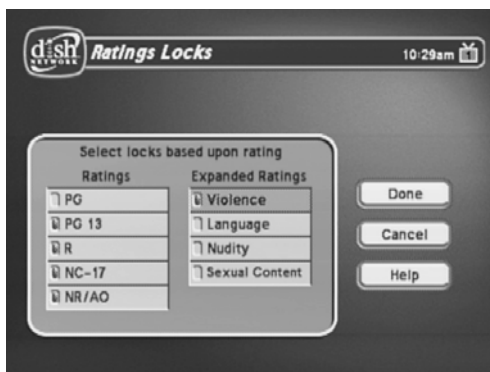 dish
NETWORK
Ratings Locks
10:29am
Select locks based upon rating
Ratings
PG
PG 13
R
NC-17
NR/AO
Expanded Ratings
Violence
Language
Nudity
Sexual Content
Done
Cancel
Help